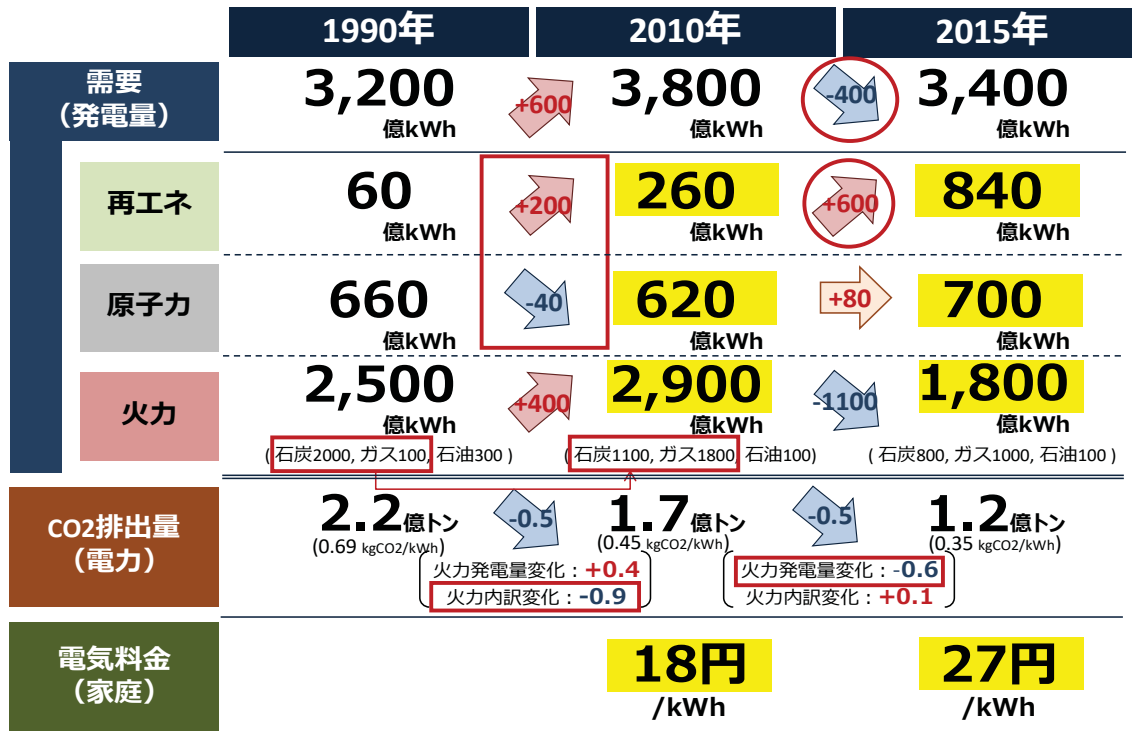 1990年 2010年 2015年
需要
（発電量）
3,200 +600 3,800 -400 3,400
億kWh 億kWh 億kWh
再エネ
60 +200 260 +600 840
億kWh 億kWh 億kWh
原子力
660 -40 620 +80 700
億kWh 億kWh 億kWh
火力
2,500 +400 2,900 -1100 1,800
億kWh 億kWh 億kWh
( 石炭2000, ガス100, 石油300 ) ( 石炭1100, ガス1800, 石油100) ( 石炭800, ガス1000, 石油100 )
CO2排出量
（電力）
2.2億トン -0.5 1.7億トン -0.5 1.2億トン
(0.69 kgCO2/kWh) (0.45 kgCO2/kWh) (0.35 kgCO2/kWh)
火力発電量変化：+0.4 火力発電量変化：-0.6
火力内訳変化：-0.9 火力内訳変化：+0.1
電気料金
（家庭）
18円 27円
/kWh /kWh